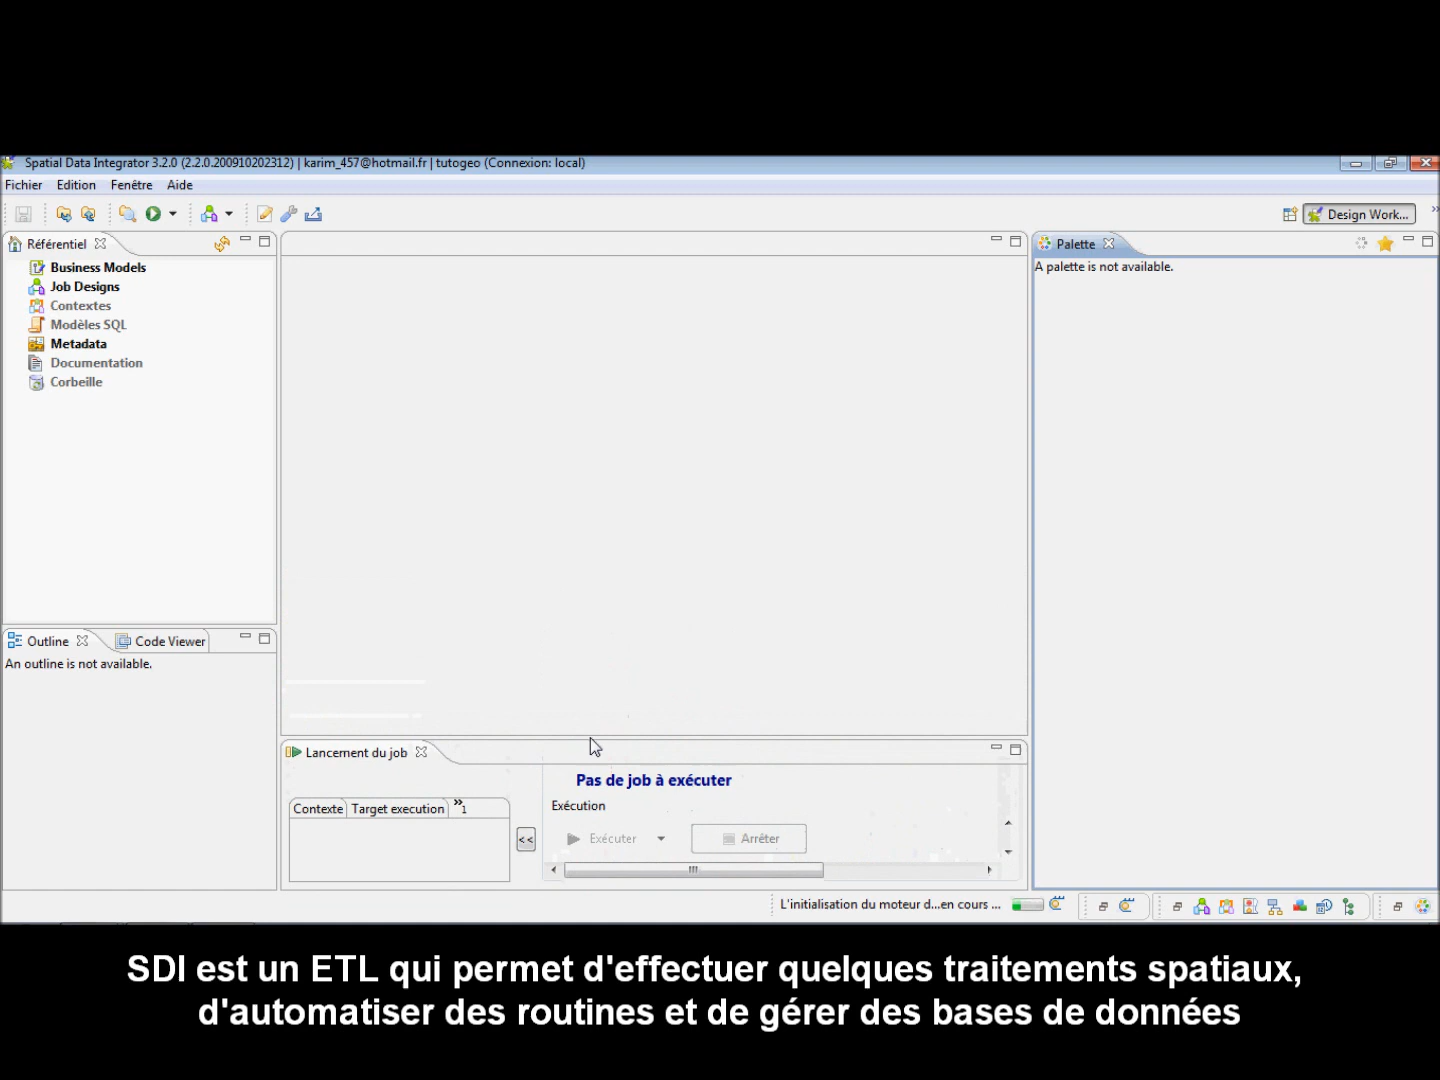 Spatial Data Integrator 3.2.0 (2.2.0.200910202312) | karim_457@hotmail.fr | tutogeo (Connexion: local)
Fichier Edition Fenêtre Aide
Design Work...
Référentiel
Business Models
Job Designs
Contextes
Modèles SQL
Metadata
Documentation
Corbeille
Palette
A palette is not available.
Outline Code Viewer
An outline is not available.
Lancement du job
Contexte Target execution »1
<<
Pas de job à exécuter
Exécution
Exécuter Arrêter
L'initialisation du moteur d...en cours ...
SDI est un ETL qui permet d'effectuer quelques traitements spatiaux,
d'automatiser des routines et de gérer des bases de données